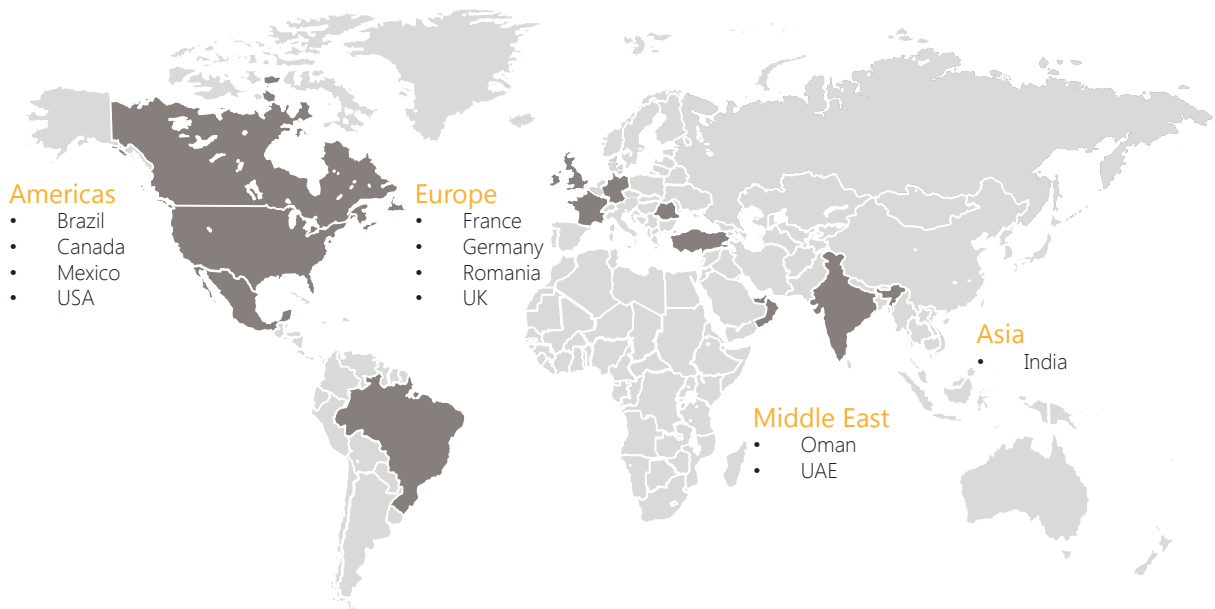 Americas
• Brazil
• Canada
• Mexico
• USA
Europe
• France
• Germany
• Romania
• UK
Asia
• India
Middle East
• Oman
• UAE